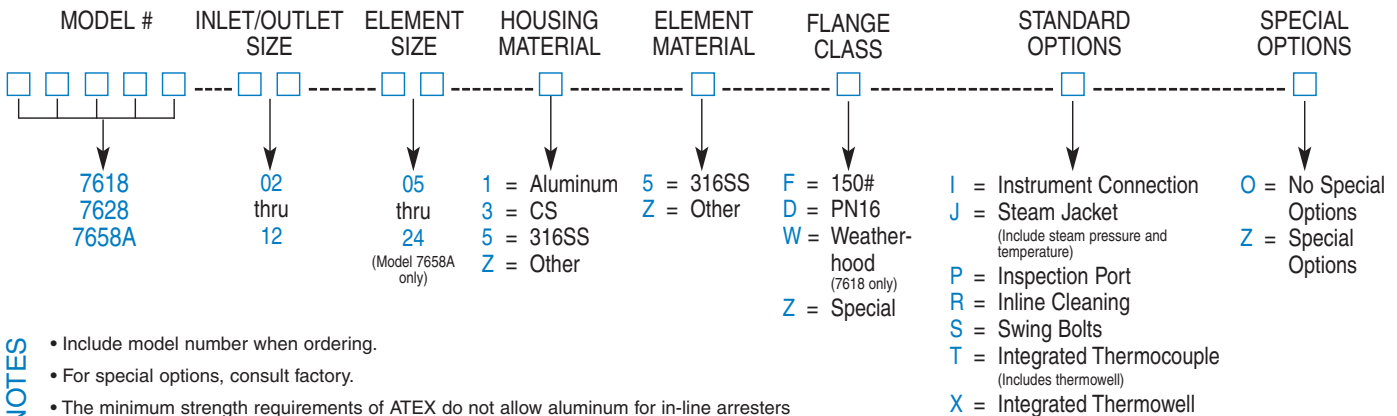 MODEL #
INLET/OUTLET
SIZE
ELEMENT
SIZE
HOUSING
MATERIAL
ELEMENT
MATERIAL
FLANGE
CLASS
STANDARD
OPTIONS
SPECIAL
OPTIONS
7618
7628
7658A
02
thru
12
05
thru
24
(Model 7658A
only)
1 = Aluminum
3 = CS
5 = 316SS
Z = Other
5 = 316SS
Z = Other
F = 150#
D = PN16
W = Weather-
hood
(7618 only)
Z = Special
I = Instrument Connection
J = Steam Jacket
(Include steam pressure and
temperature)
P = Inspection Port
R = Inline Cleaning
S = Swing Bolts
T = Integrated Thermocouple
(Includes thermowell)
X = Integrated Thermowell
O = No Special
Options
Z = Special
Options
NOTES
• Include model number when ordering.
• For special options, consult factory.
• The minimum strength requirements of ATEX do not allow aluminum for in-line arresters